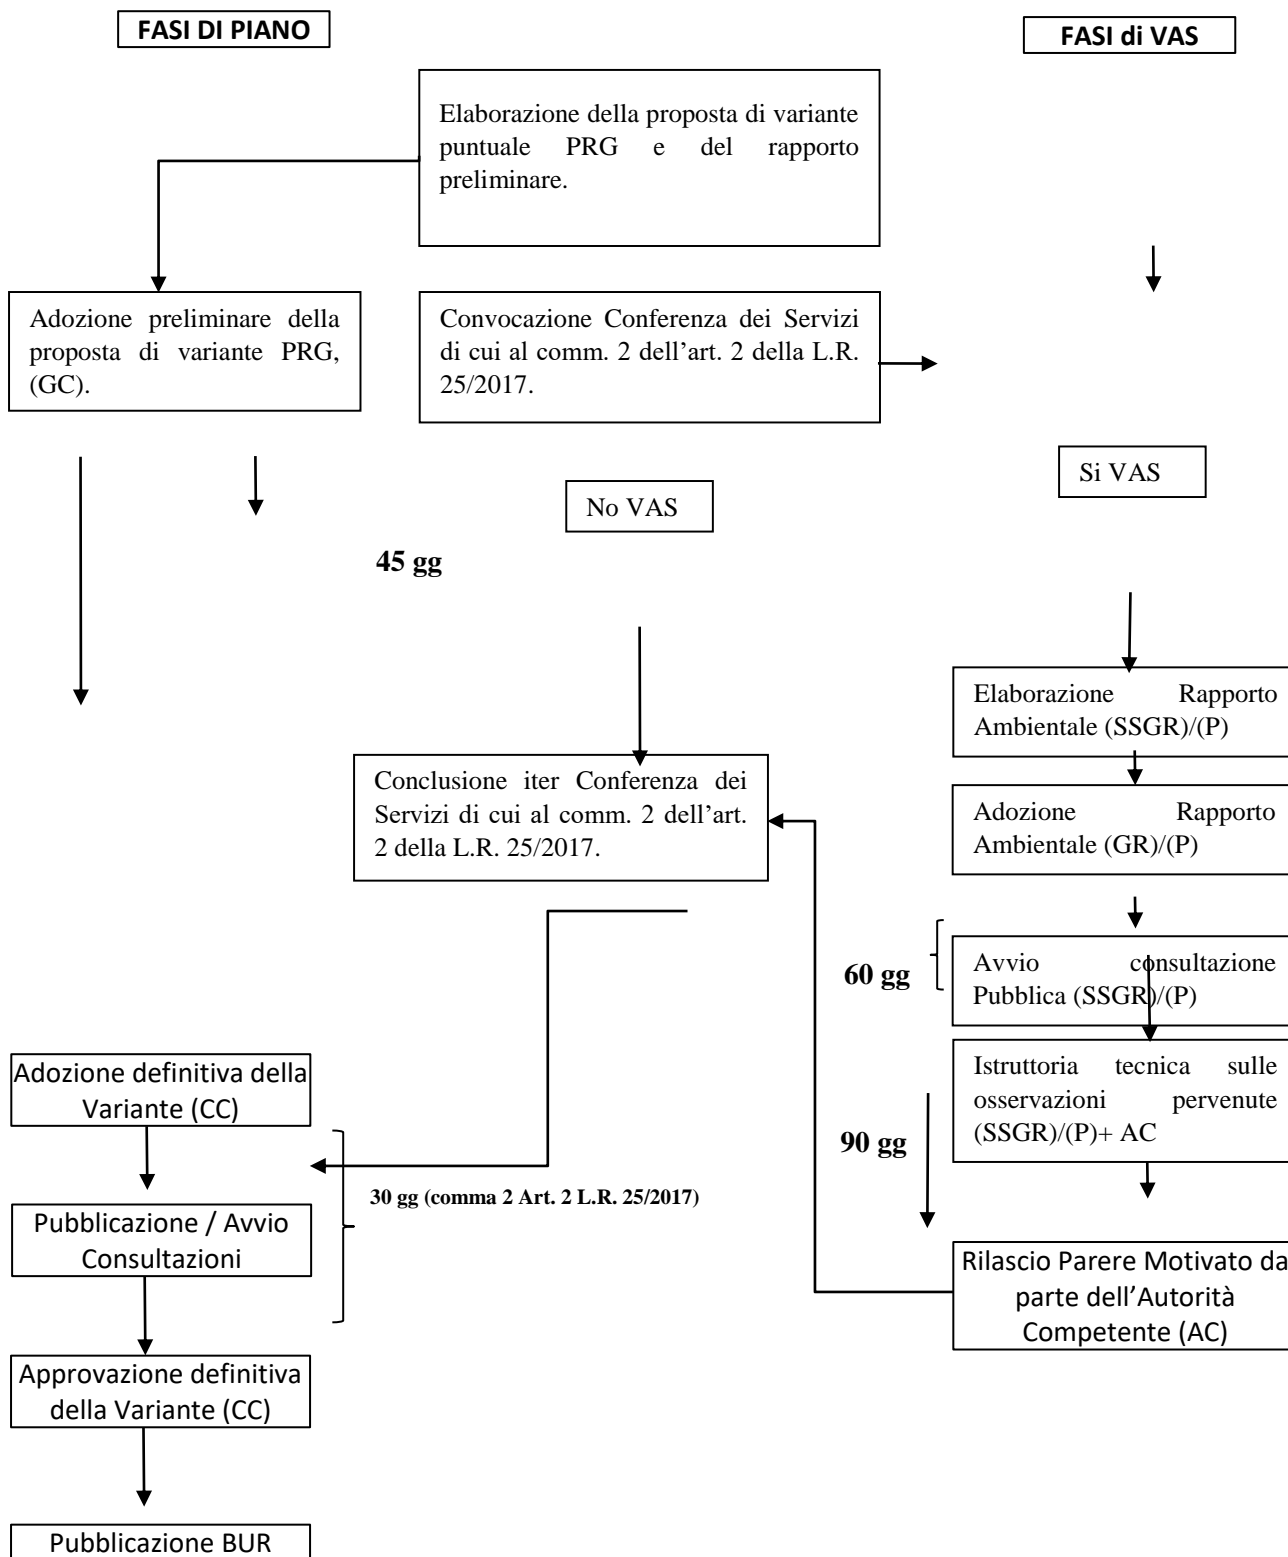 FASI DI PIANO
FASI di VAS
Elaborazione della proposta di variante
puntuale PRG e del rapporto
preliminare.
Adozione preliminare della
proposta di variante PRG,
(GC).
Convocazione Conferenza dei Servizi
di cui al comm. 2 dell’art. 2 della L.R.
25/2017.
Si VAS
No VAS
45 gg
Elaborazione Rapporto
Ambientale (SSGR)/(P)
Conclusione iter Conferenza dei
Servizi di cui al comm. 2 dell’art.
2 della L.R. 25/2017.
Adozione Rapporto
Ambientale (GR)/(P)
60 gg
Avvio consultazione
Pubblica (SSGR)/(P)
Istruttoria tecnica sulle
osservazioni pervenute
(SSGR)/(P)+ AC
90 gg
Adozione definitiva della
Variante (CC)
30 gg (comma 2 Art. 2 L.R. 25/2017)
Pubblicazione / Avvio
Consultazioni
Rilascio Parere Motivato da
parte dell’Autorità
Competente (AC)
Approvazione definitiva
della Variante (CC)
Pubblicazione BUR